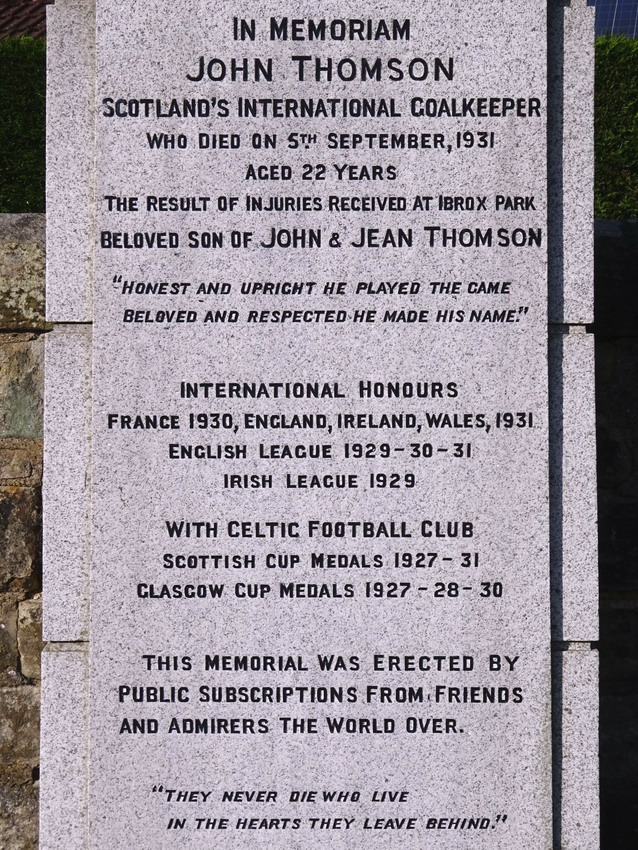 IN MEMORIAM
JOHN THOMSON
SCOTLAND'S INTERNATIONAL GOALKEEPER
WHO DIED ON 5TH SEPTEMBER, 1931
AGED 22 YEARS
THE RESULT OF INJURIES RECEIVED AT IBROX PARK
BELOVED SON OF JOHN & JEAN THOMSON
"HONEST AND UPRIGHT HE PLAYED THE GAME
BELOVED AND RESPECTED HE MADE HIS NAME."
INTERNATIONAL HONOURS
FRANCE 1930, ENGLAND, IRELAND, WALES, 1931
ENGLISH LEAGUE 1929-30-31
IRISH LEAGUE 1929
WITH CELTIC FOOTBALL CLUB
SCOTTISH CUP MEDALS 1927-31
GLASGOW CUP MEDALS 1927-28-30
THIS MEMORIAL WAS ERECTED BY
PUBLIC SUBSCRIPTIONS FROM FRIENDS
AND ADMIRERS THE WORLD OVER.
"THEY NEVER DIE WHO LIVE
IN THE HEARTS THEY LEAVE BEHIND."